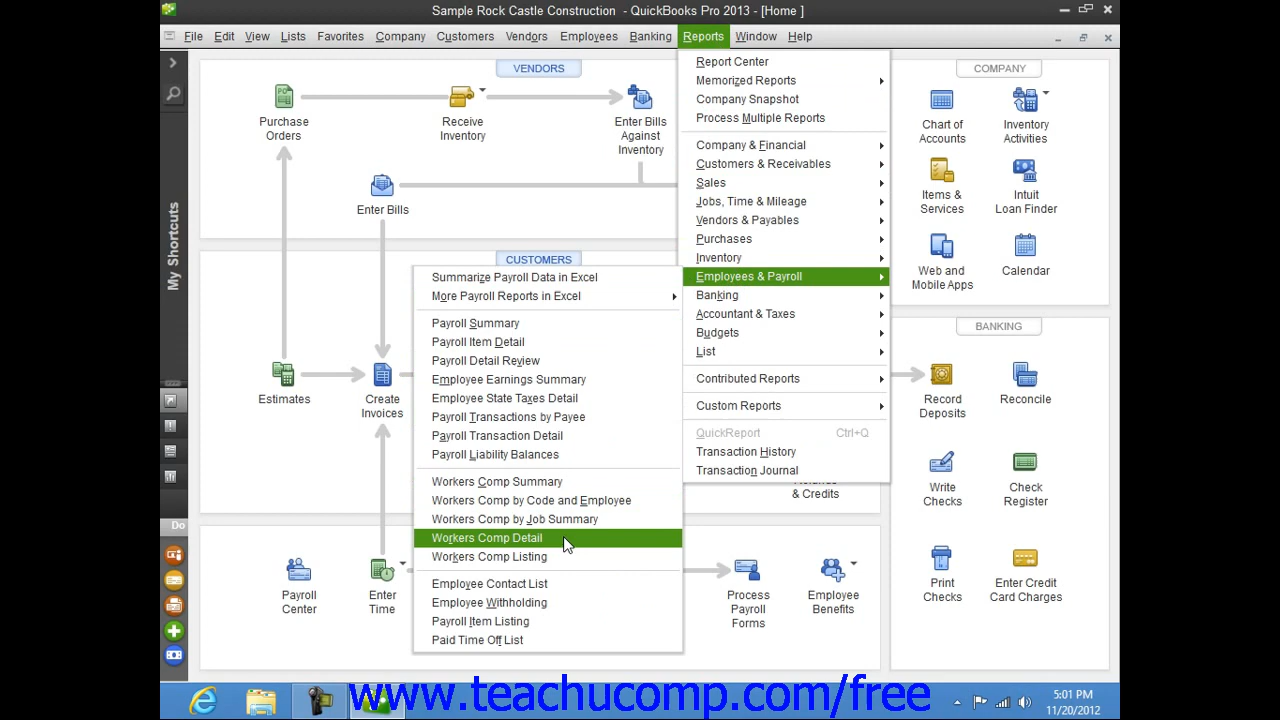 Sample Rock Castle Construction - QuickBooks Pro 2013 - [Home ]
File Edit View Lists Favorites Company Customers Vendors Employees Banking Reports Window Help
My Shortcuts
Do
VENDORS
Purchase
Orders
Receive
Inventory
Enter Bills
Against
Inventory
Enter Bills
CUSTOMERS
Estimates
Create
Invoices
& Credits
Payroll
Center
Enter
Time
Process
Payroll
Forms
Employee
Benefits
Report Center
Memorized Reports
Company Snapshot
Process Multiple Reports
Company & Financial
Customers & Receivables
Sales
Jobs, Time & Mileage
Vendors & Payables
Purchases
Inventory
Employees & Payroll
Banking
Accountant & Taxes
Budgets
List
Contributed Reports
Custom Reports
QuickReport Ctrl+Q
Transaction History
Transaction Journal
Summarize Payroll Data in Excel
More Payroll Reports in Excel
Payroll Summary
Payroll Item Detail
Payroll Detail Review
Employee Earnings Summary
Employee State Taxes Detail
Payroll Transactions by Payee
Payroll Transaction Detail
Payroll Liability Balances
Workers Comp Summary
Workers Comp by Code and Employee
Workers Comp by Job Summary
Workers Comp Detail
Workers Comp Listing
Employee Contact List
Employee Withholding
Payroll Item Listing
Paid Time Off List
COMPANY
Chart of
Accounts
Inventory
Activities
Items &
Services
Intuit
Loan Finder
Web and
Mobile Apps
Calendar
BANKING
Record
Deposits
Reconcile
Write
Checks
Check
Register
Print
Checks
Enter Credit
Card Charges
www.teachucomp.com/free
5:01 PM
11/20/2012